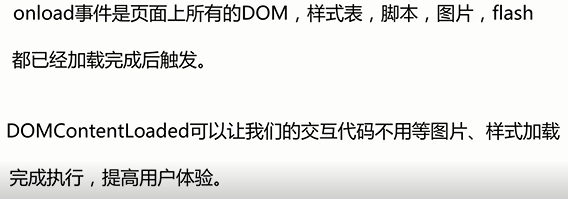 onload事件是页面上所有的DOM，样式表，脚本，图片，flash
都已经加载完成后触发。
DOMContentLoaded可以让我们的交互代码不用等图片、样式加载
完成执行，提高用户体验。